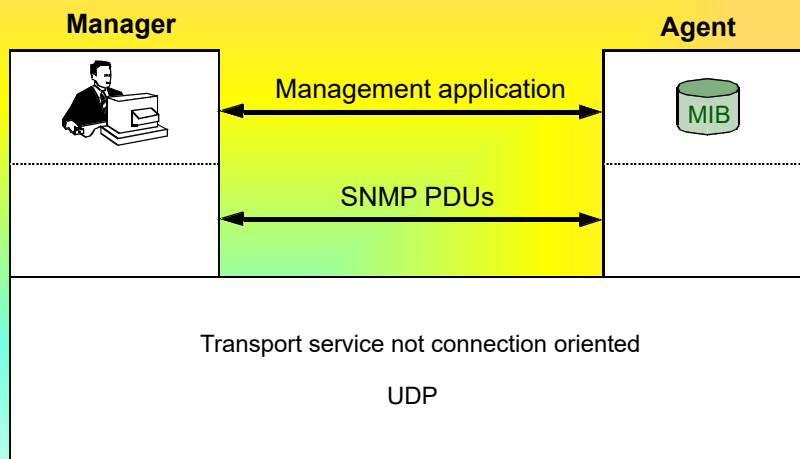 Manager
Agent
Management application
MIB
SNMP PDUs
Transport service not connection oriented
UDP